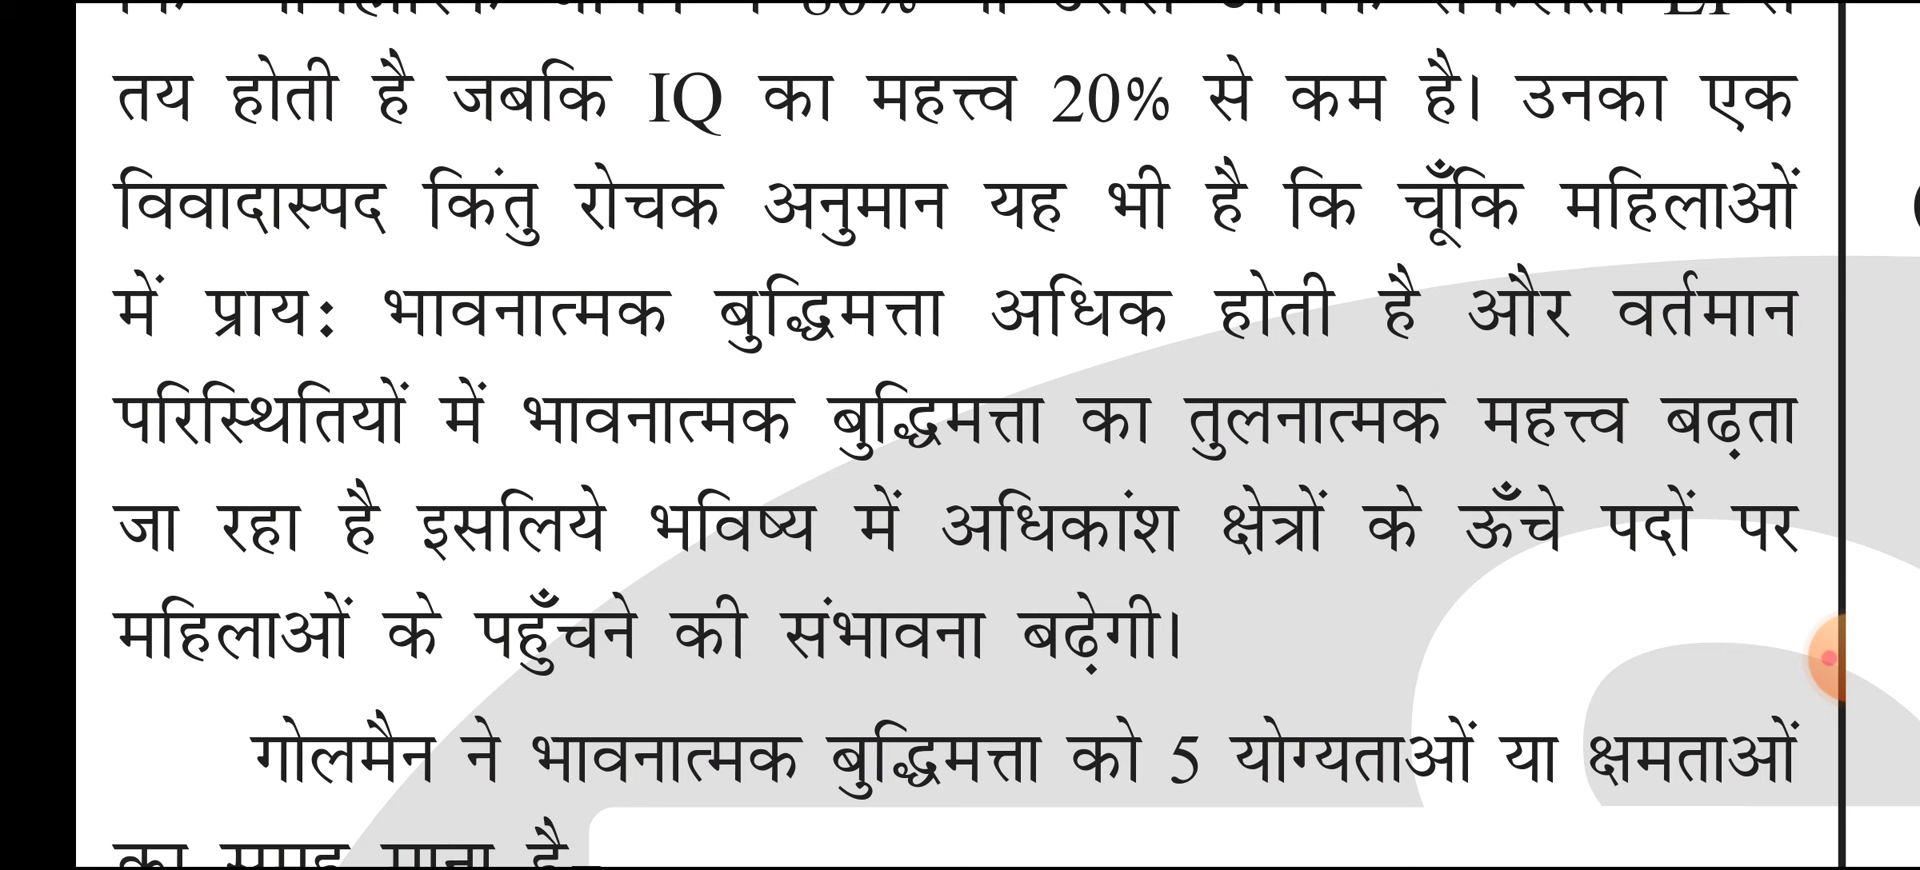 80%
तय होती है जबकि IQ का महत्त्व 20% से कम है। उनका एक
विवादास्पद किंतु रोचक अनुमान यह भी है कि चूँकि महिलाओं
में प्रायः भावनात्मक बुद्धिमत्ता अधिक होती है और वर्तमान
परिस्थितियों में भावनात्मक बुद्धिमत्ता का तुलनात्मक महत्त्व बढ़ता
जा रहा है इसलिये भविष्य में अधिकांश क्षेत्रों के ऊँचे पदों पर
महिलाओं के पहुँचने की संभावना बढ़ेगी।
गोलमैन ने भावनात्मक बुद्धिमत्ता को 5 योग्यताओं या क्षमताओं
का समूह माना है–